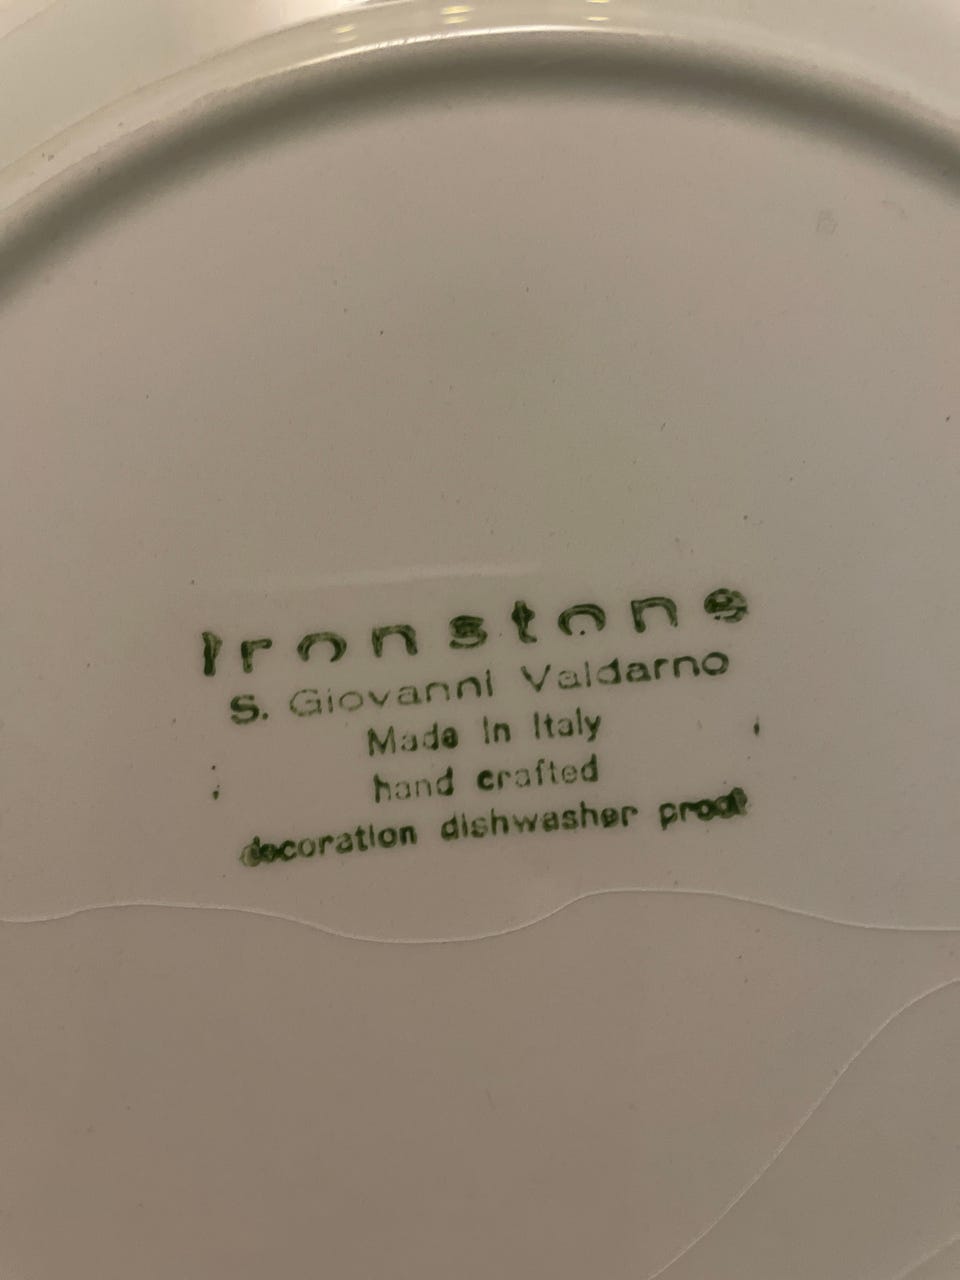 Ironstone
S. Giovanni Valdarno
Made in Italy
hand crafted
decoration dishwasher proof